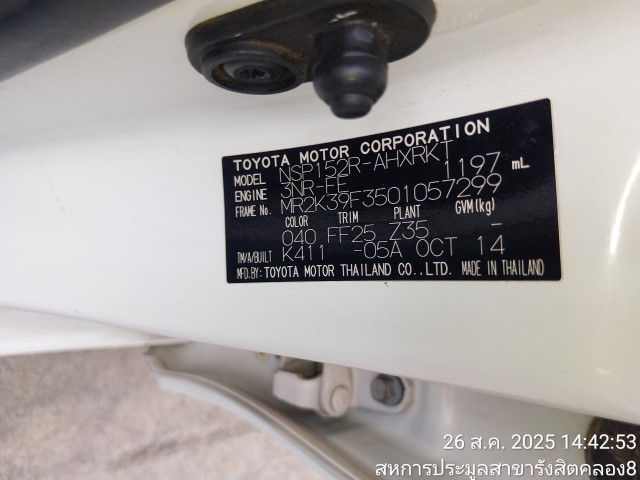 TOYOTA MOTOR CORPORATION
MODEL NSP152R-AHXRKT
ENGINE 3NR-FE 1197 mL
FRAME No. MR2K39F3501057299
COLOR TRIM PLANT GVM(kg)
040 FF25 Z35 -
TM/A/BUILT K411 -05A OCT 14
MFD.BY: TOYOTA MOTOR THAILAND CO.,LTD. MADE IN THAILAND
26 ส.ค. 2025 14:42:53
สหการประมูลสาขารังสิตคลอง8